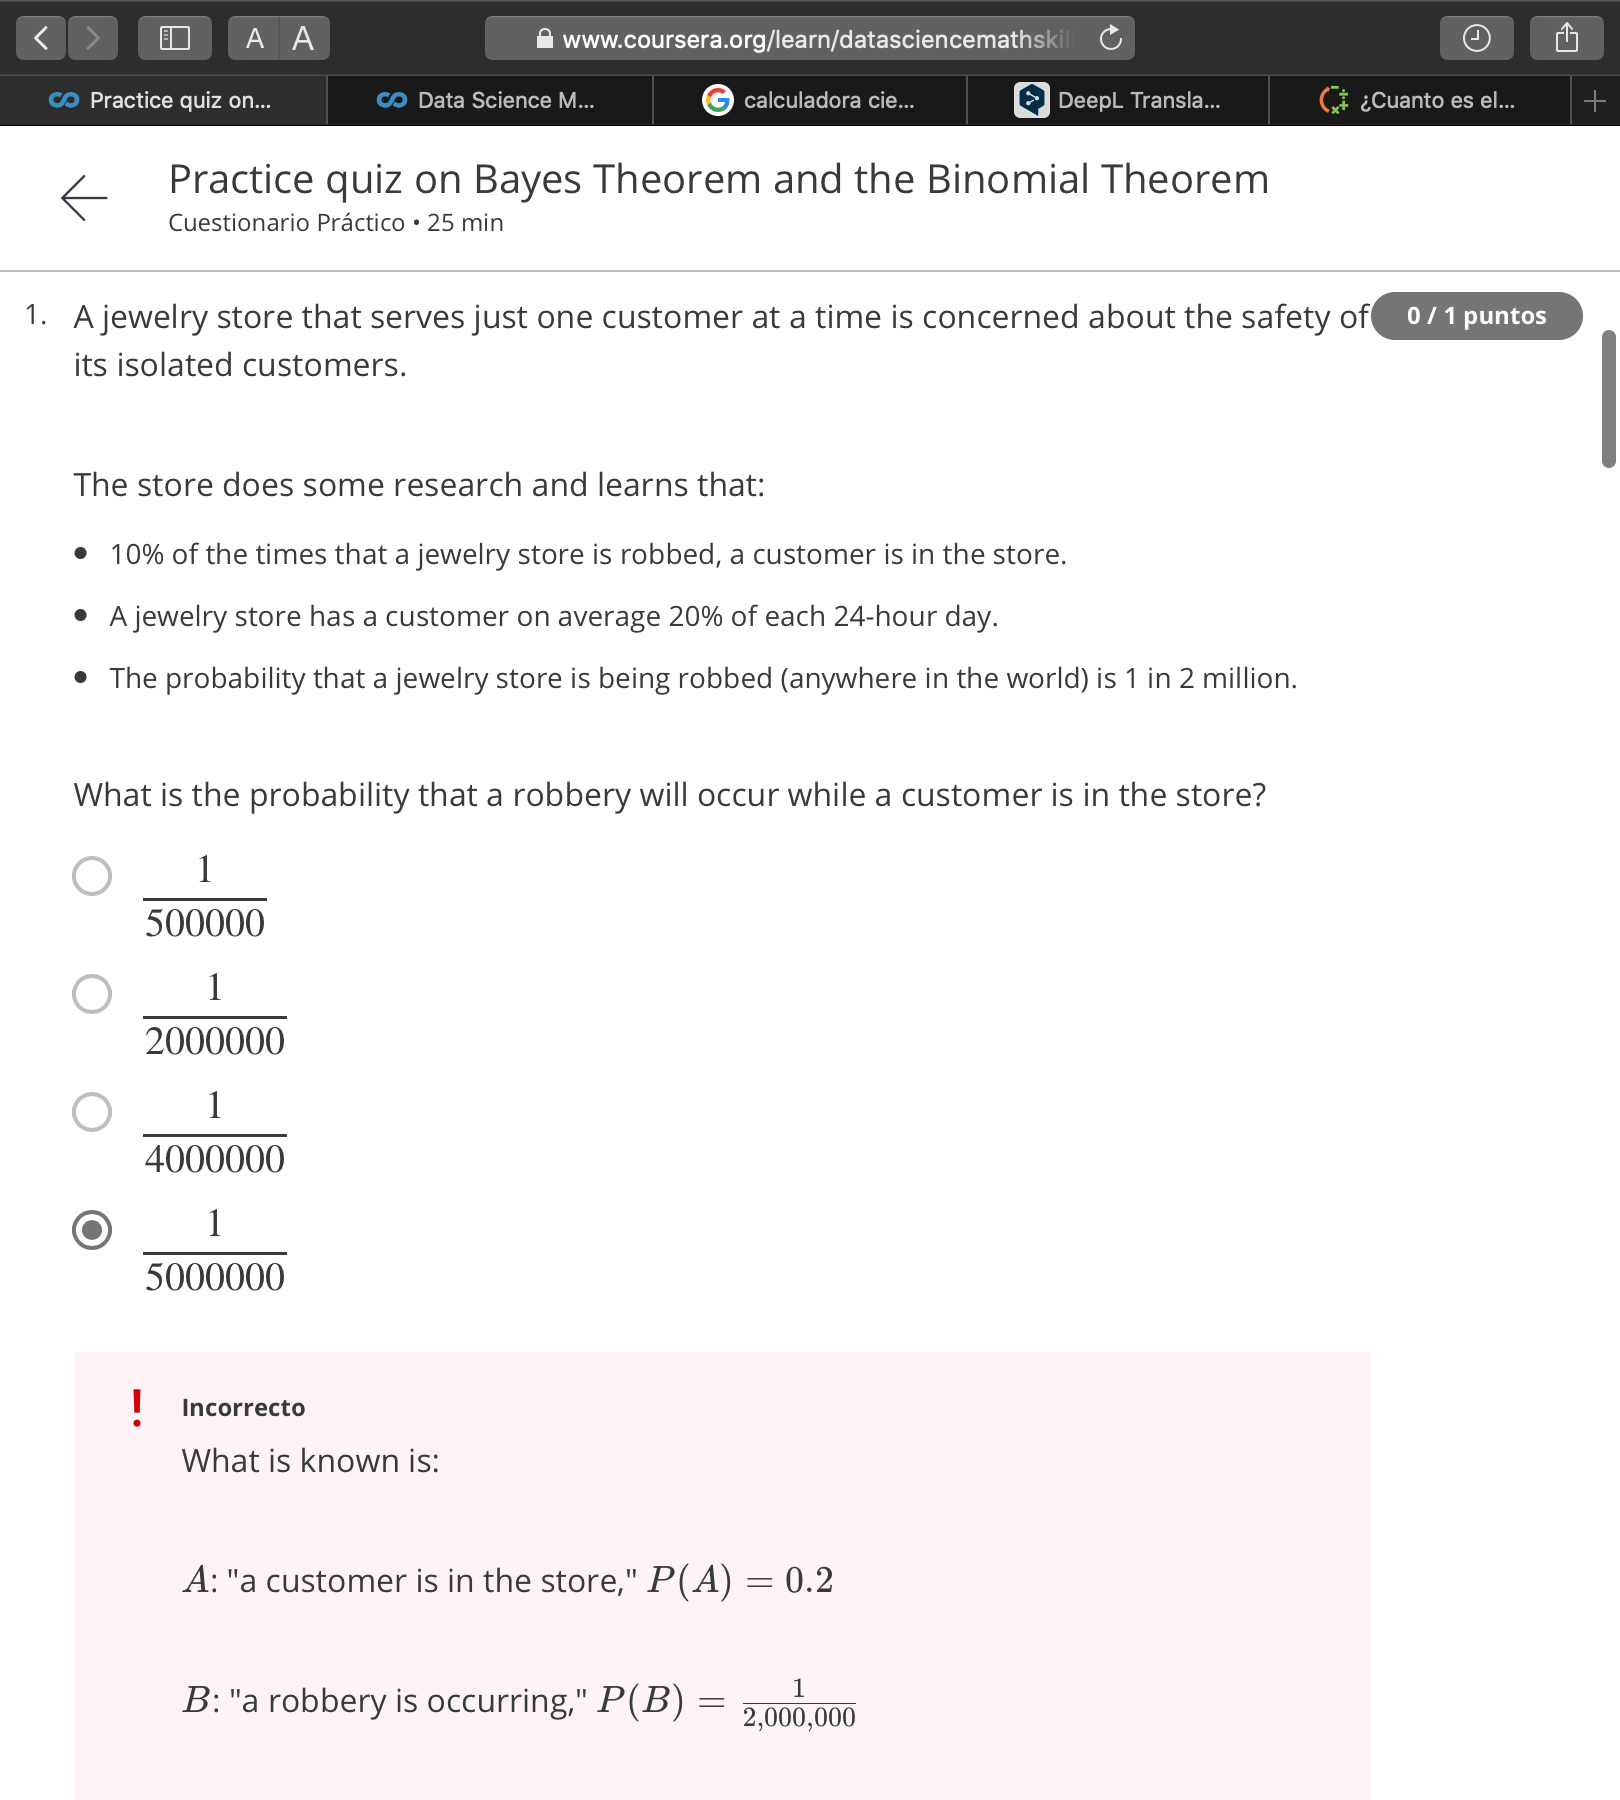 A A
www.coursera.org/learn/datasciencemathskil
Practice quiz on...
Data Science M...
calculadora cie...
DeepL Transla...
¿Cuanto es el...
Practice quiz on Bayes Theorem and the Binomial Theorem
Cuestionario Práctico • 25 min
1. A jewelry store that serves just one customer at a time is concerned about the safety of
0 / 1 puntos
its isolated customers.
The store does some research and learns that:
• 10% of the times that a jewelry store is robbed, a customer is in the store.
• A jewelry store has a customer on average 20% of each 24-hour day.
• The probability that a jewelry store is being robbed (anywhere in the world) is 1 in 2 million.
What is the probability that a robbery will occur while a customer is in the store?
1
500000
1
2000000
1
4000000
1
5000000
! Incorrecto
What is known is:
A: "a customer is in the store," P(A) = 0.2
B: "a robbery is occurring," P(B) = 1/2,000,000